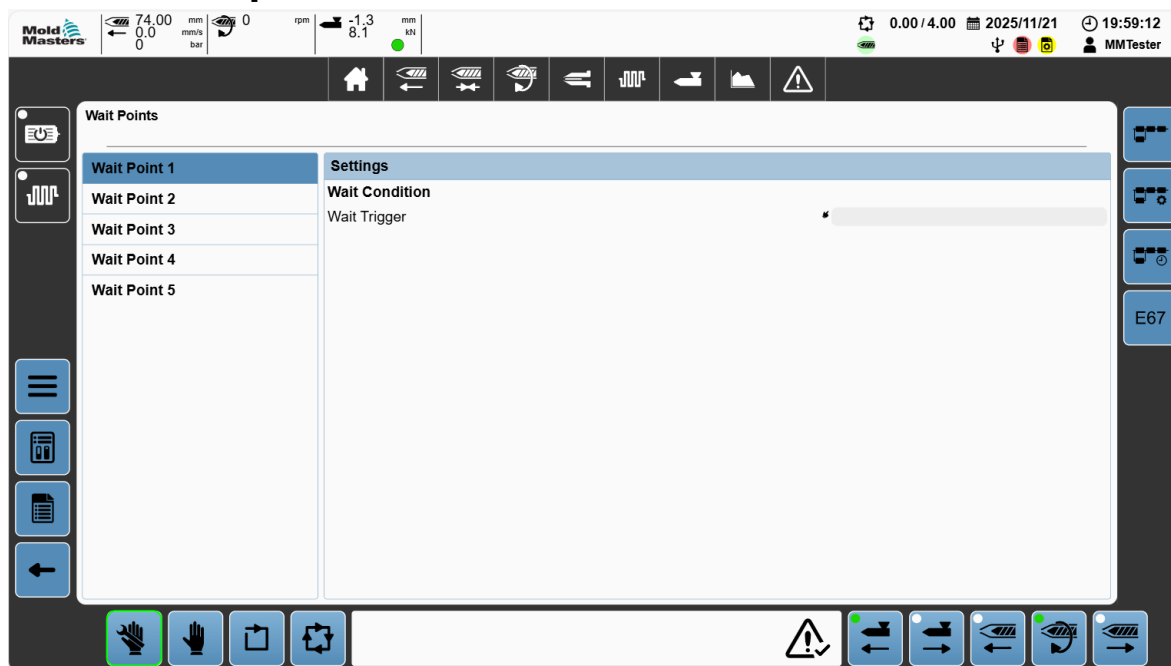 Mold Masters
74.00 mm
0.0 mm/s
0 bar
0 rpm
-1.3 mm
8.1 kN
0.00 / 4.00
2025/11/21
19:59:12
MMTester
Wait Points
Wait Point 1
Wait Point 2
Wait Point 3
Wait Point 4
Wait Point 5
Settings
Wait Condition
Wait Trigger
E67